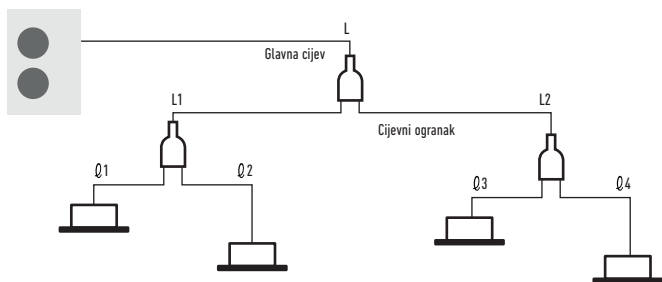 L
Glavna cijev
L1
L2
Cijevni ogranak
ℓ1
ℓ2
ℓ3
ℓ4